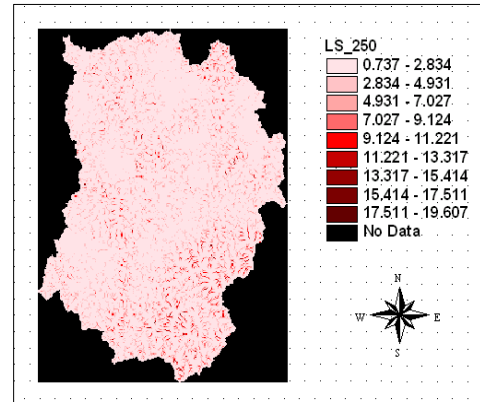 LS_250
0.737 - 2.834
2.834 - 4.931
4.931 - 7.027
7.027 - 9.124
9.124 - 11.221
11.221 - 13.317
13.317 - 15.414
15.414 - 17.511
17.511 - 19.607
No Data
N
W E
S